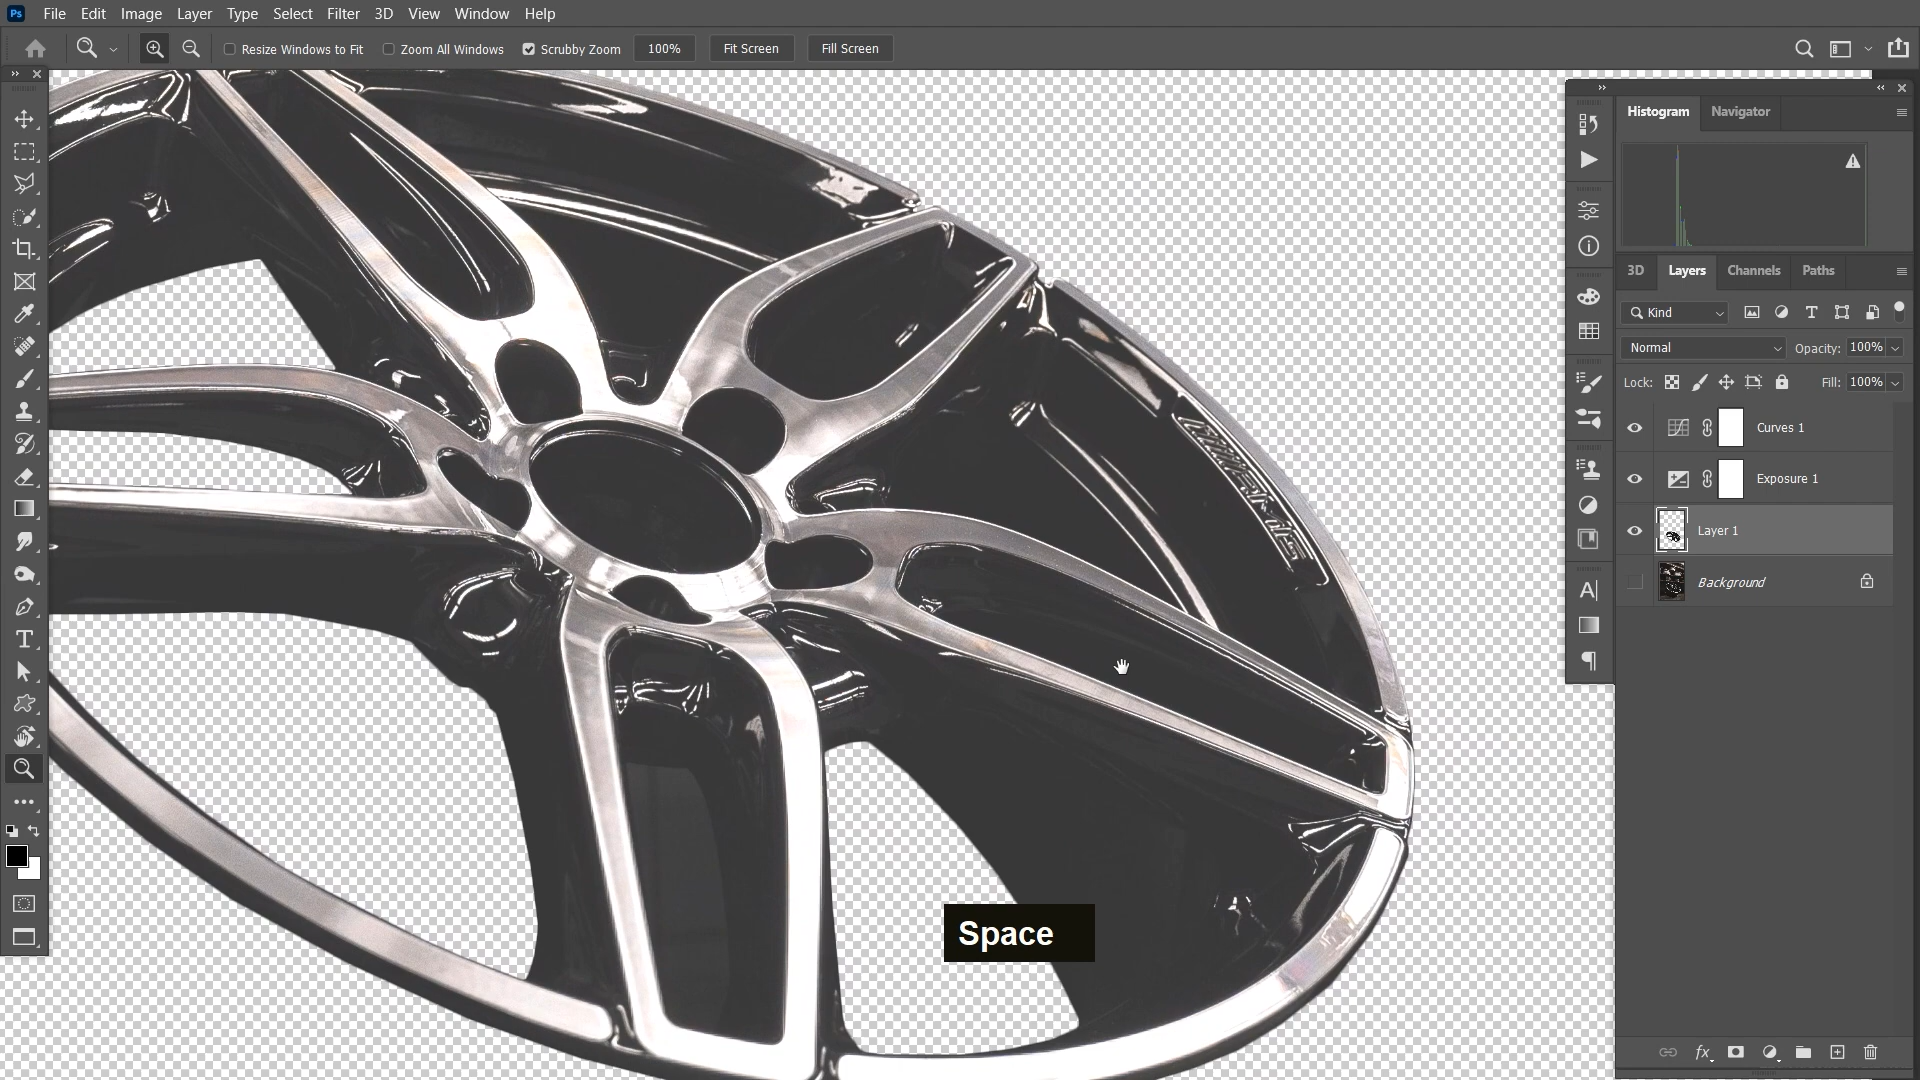 Ps File Edit Image Layer Type Select Filter 3D View Window Help
Resize Windows to Fit Zoom All Windows Scrubby Zoom 100% Fit Screen Fill Screen
Histogram Navigator
3D Layers Channels Paths
Kind
Normal Opacity: 100%
Lock: Fill: 100%
Curves 1
Exposure 1
Layer 1
Background
Space
fx